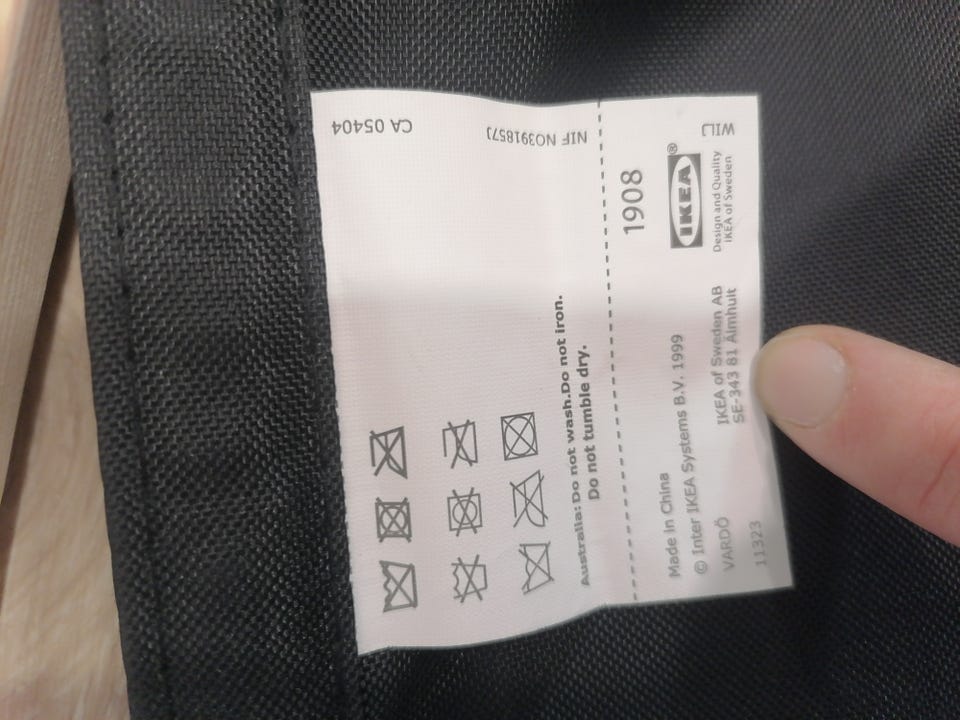 CA 05404
NIF NO391857J
Australia: Do not wash.Do not iron.
Do not tumble dry.
1908
Made in China
© Inter IKEA Systems B.V. 1999
VARDÖ
11323
IKEA of Sweden AB
SE-343 81 Älmhult
IKEA®
Design and Quality
IKEA of Sweden
WILJ